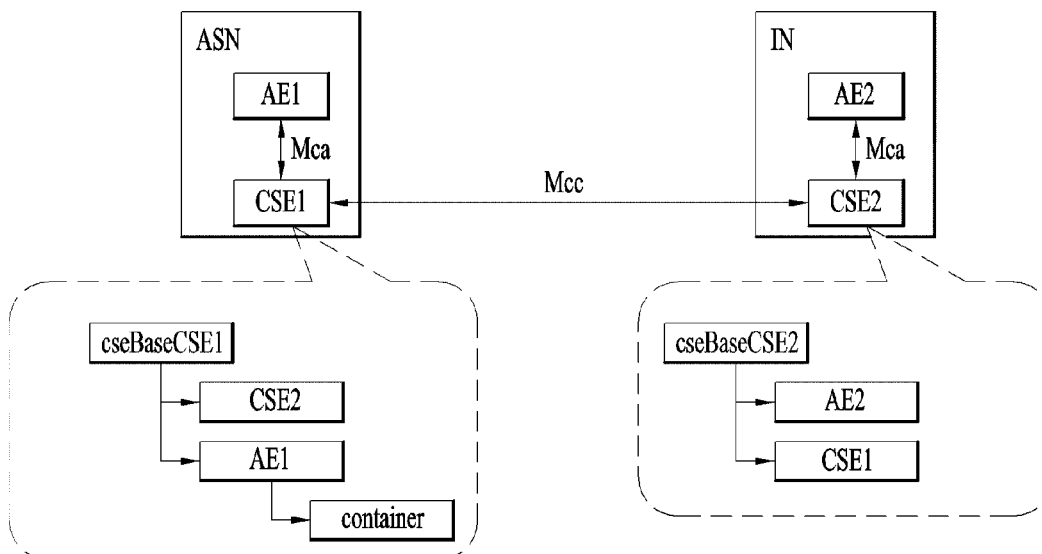 ASN
AE1
Mca
CSE1
Mcc
IN
AE2
Mca
CSE2
cseBaseCSE1
CSE2
AE1
container
cseBaseCSE2
AE2
CSE1